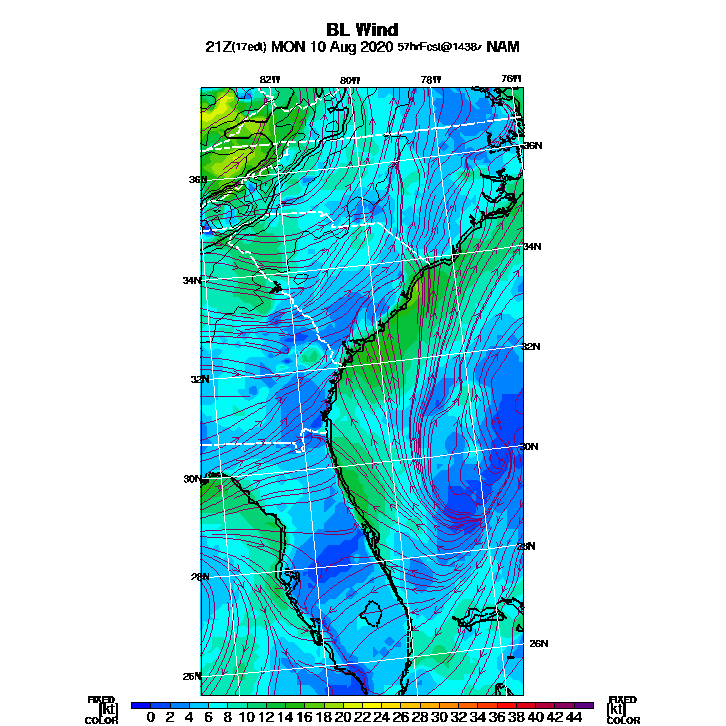 BL Wind
21Z(17edt) MON 10 Aug 2020 57hrFcst@1438z NAM
82W 80W 78W 76W
36N
36N
34N
34N
32N
32N
30N
30N
28N
28N
26N
26N
FIXED FIXED
[kt] 0 2 4 6 8 10 12 14 16 18 20 22 24 26 28 30 32 34 36 38 40 42 44 [kt]
COLOR COLOR